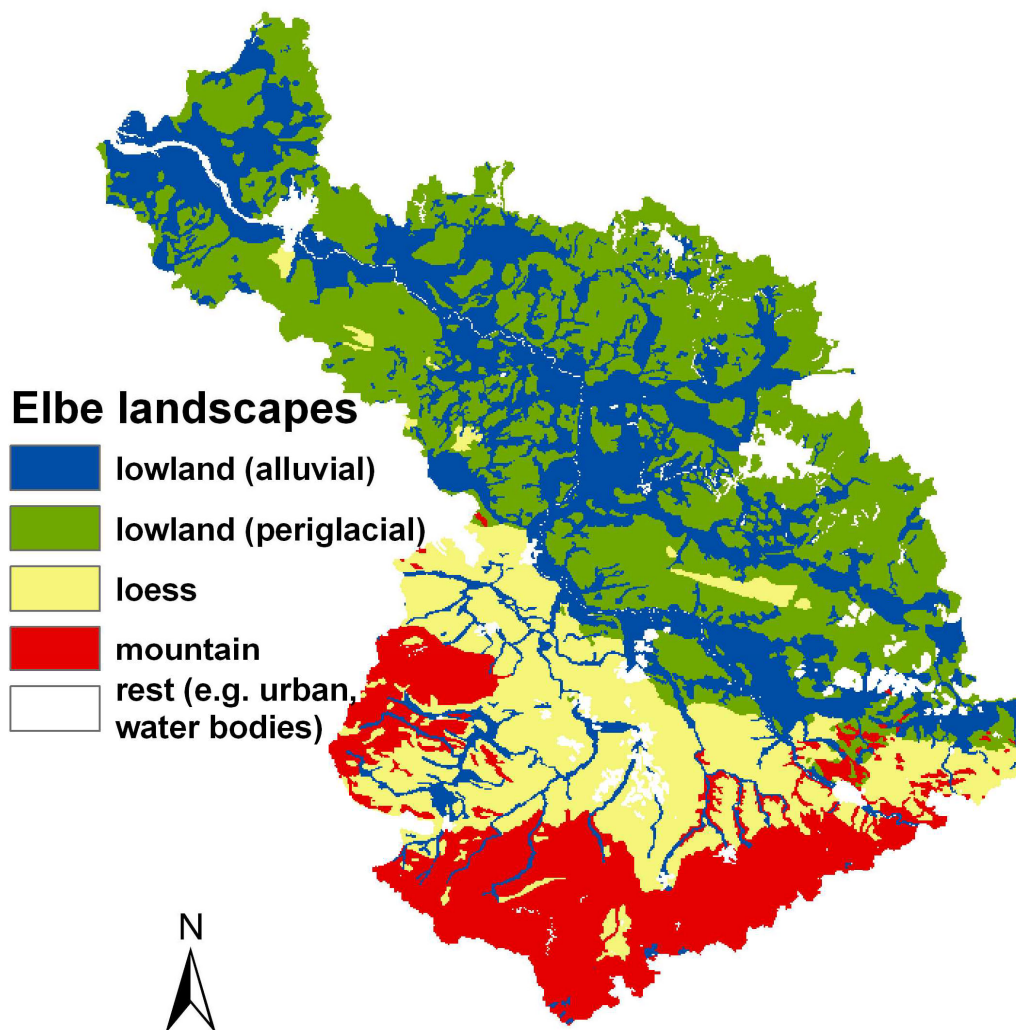 Elbe landscapes
lowland (alluvial)
lowland (periglacial)
loess
mountain
rest (e.g. urban,
water bodies)
N